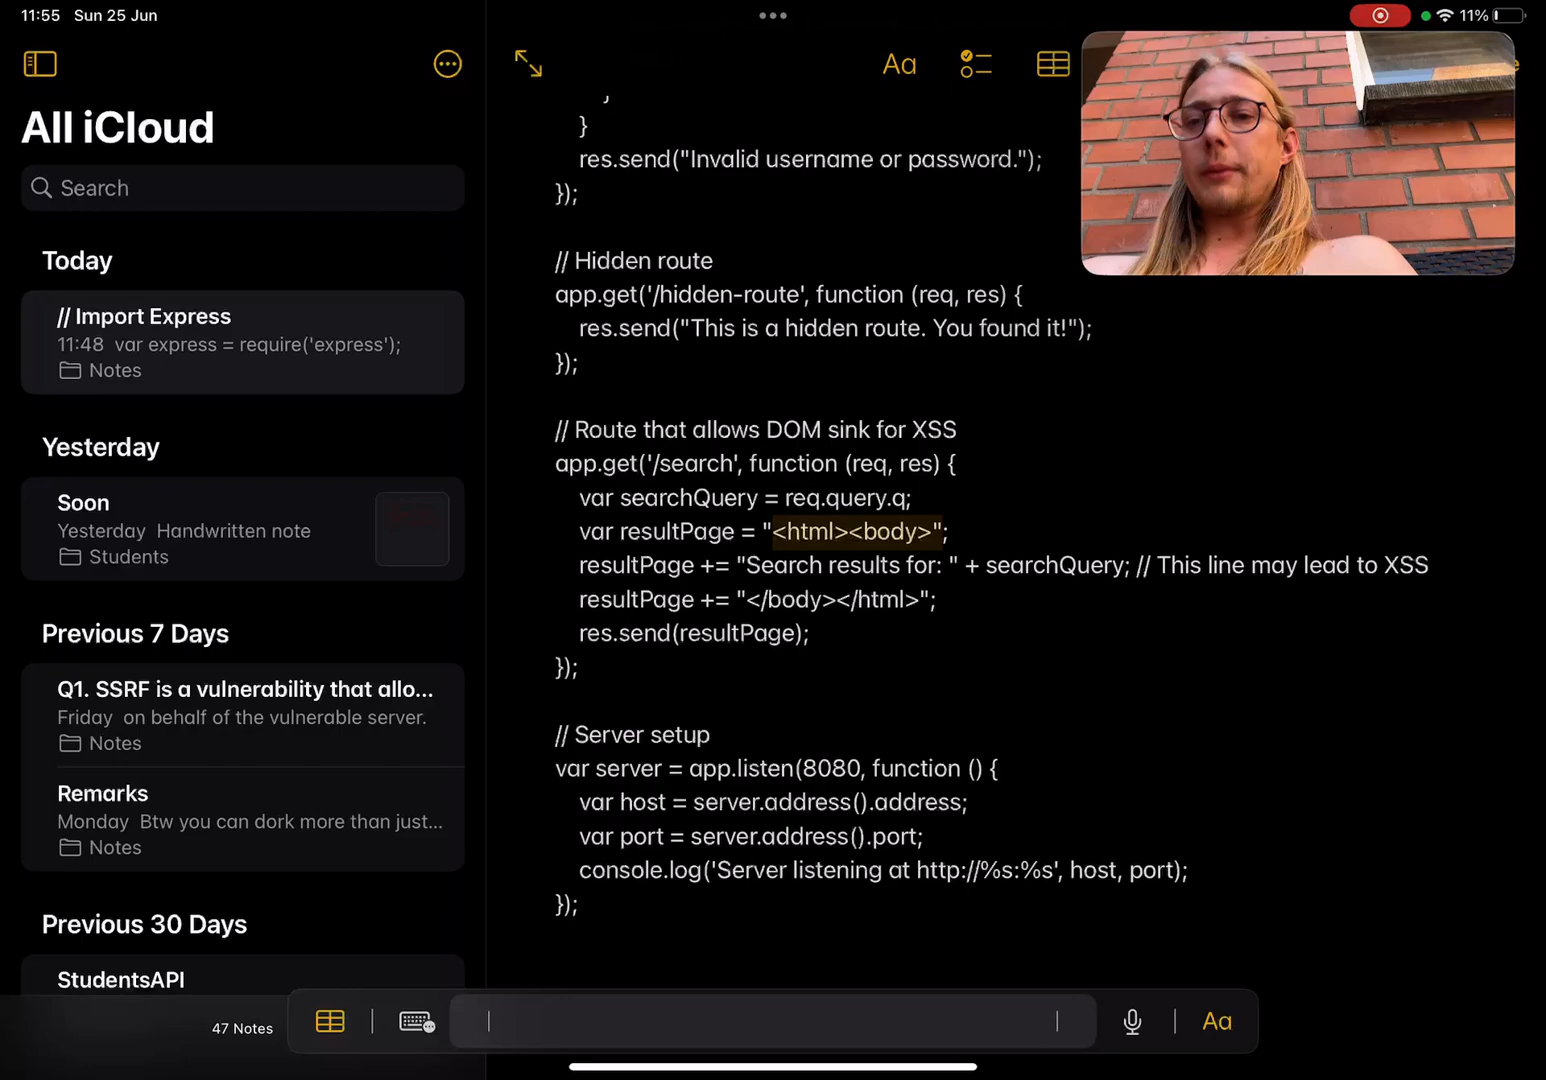 11:55 Sun 25 Jun
11%
All iCloud
Search
Today
// Import Express
11:48 var express = require('express');
Notes
Yesterday
Soon
Yesterday Handwritten note
Students
Previous 7 Days
Q1. SSRF is a vulnerability that allo...
Friday on behalf of the vulnerable server.
Notes
Remarks
Monday Btw you can dork more than just...
Notes
Previous 30 Days
StudentsAPI
47 Notes
Aa
}
res.send("Invalid username or password.");
});
// Hidden route
app.get('/hidden-route', function (req, res) {
res.send("This is a hidden route. You found it!");
});
// Route that allows DOM sink for XSS
app.get('/search', function (req, res) {
var searchQuery = req.query.q;
var resultPage = "<html><body>";
resultPage += "Search results for: " + searchQuery; // This line may lead to XSS
resultPage += "</body></html>";
res.send(resultPage);
});
// Server setup
var server = app.listen(8080, function () {
var host = server.address().address;
var port = server.address().port;
console.log('Server listening at http://%s:%s', host, port);
});
Aa